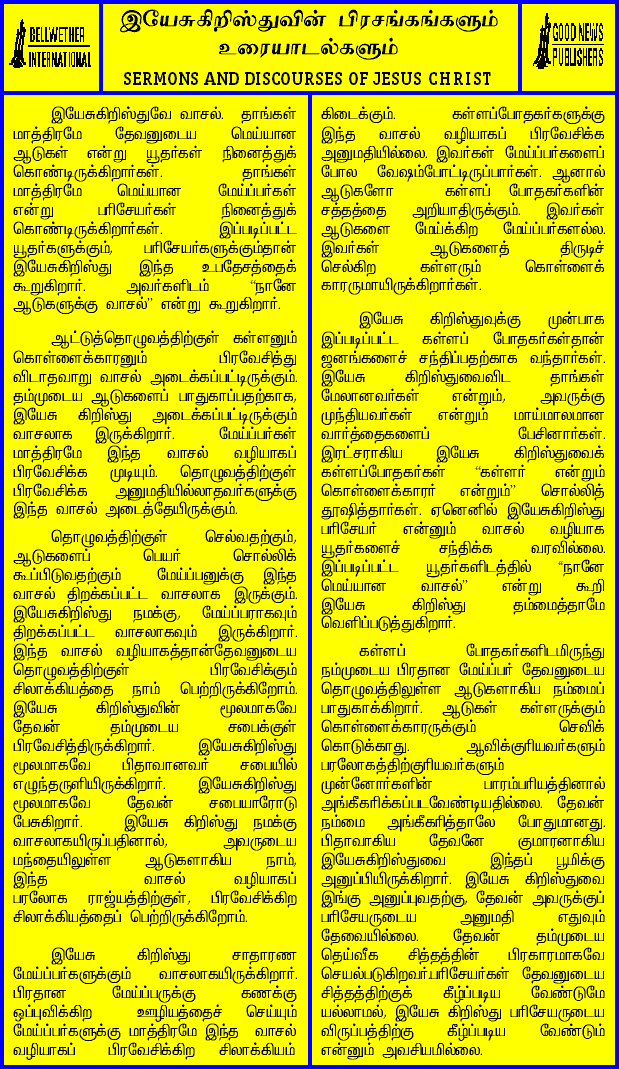 BELLWETHER
INTERNATIONAL
இயேசுகிறிஸ்துவின் பிரசங்கங்களும்
உரையாடல்களும்
SERMONS AND DISCOURSES OF JESUS CHRIST
GOOD NEWS
PUBLISHERS
இயேசுகிறிஸ்துவே வாசல். தாங்கள்
மாத்திரமே தேவனுடைய மெய்யான
ஆடுகள் என்று யூதர்கள் நினைத்துக்
கொண்டிருக்கிறார்கள். தாங்கள்
மாத்திரமே மெய்யான மேய்ப்பர்கள்
என்று பரிசேயர்கள் நினைத்துக்
கொண்டிருக்கிறார்கள். இப்படிப்பட்ட
யூதர்களுக்கும், பரிசேயர்களுக்கும்தான்
இயேசுகிறிஸ்து இந்த உபதேசத்தைக்
கூறுகிறார். அவர்களிடம் “நானே
ஆடுகளுக்கு வாசல்” என்று கூறுகிறார்.
ஆட்டுத்தொழுவத்திற்குள் கள்ளனும்
கொள்ளைக்காரனும் பிரவேசித்து
விடாதவாறு வாசல் அடைக்கப்பட்டிருக்கும்.
தம்முடைய ஆடுகளைப் பாதுகாப்பதற்காக,
இயேசு கிறிஸ்து அடைக்கப்பட்டிருக்கும்
வாசலாக இருக்கிறார். மேய்ப்பர்கள்
மாத்திரமே இந்த வாசல் வழியாகப்
பிரவேசிக்க முடியும். தொழுவத்திற்குள்
பிரவேசிக்க அனுமதியில்லாதவர்களுக்கு
இந்த வாசல் அடைத்தேயிருக்கும்.
தொழுவத்திற்குள் செல்வதற்கும்,
ஆடுகளைப் பெயர் சொல்லிக்
கூப்பிடுவதற்கும் மேய்ப்பனுக்கு இந்த
வாசல் திறக்கப்பட்ட வாசலாக இருக்கும்.
இயேசுகிறிஸ்து நமக்கு, மேய்ப்பராகவும்
திறக்கப்பட்ட வாசலாகவும் இருக்கிறார்.
இந்த வாசல் வழியாகத்தான்தேவனுடைய
தொழுவத்திற்குள் பிரவேசிக்கும்
சிலாக்கியத்தை நாம் பெற்றிருக்கிறோம்.
இயேசு கிறிஸ்துவின் மூலமாகவே
தேவன் தம்முடைய சபைக்குள்
பிரவேசித்திருக்கிறார். இயேசுகிறிஸ்து
மூலமாகவே பிதாவானவர் சபையில்
எழுந்தருளியிருக்கிறார். இயேசுகிறிஸ்து
மூலமாகவே தேவன் சபையாரோடு
பேசுகிறார். இயேசு கிறிஸ்து நமக்கு
வாசலாகயிருப்பதினால், அவருடைய
மந்தையிலுள்ள ஆடுகளாகிய நாம்,
இந்த வாசல் வழியாகப்
பரலோக ராஜ்யத்திற்குள், பிரவேசிக்கிற
சிலாக்கியத்தைப் பெற்றிருக்கிறோம்.
இயேசு கிறிஸ்து சாதாரண
மேய்ப்பர்களுக்கும் வாசலாகயிருக்கிறார்.
பிரதான மேய்ப்பருக்கு கணக்கு
ஒப்புவிக்கிற ஊழியத்தைச் செய்யும்
மேய்ப்பர்களுக்கு மாத்திரமே இந்த வாசல்
வழியாகப் பிரவேசிக்கிற சிலாக்கியம்
கிடைக்கும். கள்ளப்போதகர்களுக்கு
இந்த வாசல் வழியாகப் பிரவேசிக்க
அனுமதியில்லை. இவர்கள் மேய்ப்பர்களைப்
போல வேஷம்போட்டிருப்பார்கள். ஆனால்
ஆடுகளோ கள்ளப் போதகர்களின்
சத்தத்தை அறியாதிருக்கும். இவர்கள்
ஆடுகளை மேய்க்கிற மேய்ப்பர்களல்ல.
இவர்கள் ஆடுகளைத் திருடிச்
செல்கிற கள்ளரும் கொள்ளைக்
காரருமாயிருக்கிறார்கள்.
இயேசு கிறிஸ்துவுக்கு முன்பாக
இப்படிப்பட்ட கள்ளப் போதகர்கள்தான்
ஜனங்களைச் சந்திப்பதற்காக வந்தார்கள்.
இயேசு கிறிஸ்துவைவிட தாங்கள்
மேலானவர்கள் என்றும், அவருக்கு
முந்தியவர்கள் என்றும் மாய்மாலமான
வார்த்தைகளைப் பேசினார்கள்.
இரட்சராகிய இயேசு கிறிஸ்துவைக்
கள்ளப்போதகர்கள் “கள்ளர் என்றும்
கொள்ளைக்காரர் என்றும்” சொல்லித்
தூஷித்தார்கள். ஏனெனில் இயேசுகிறிஸ்து
பரிசேயர் என்னும் வாசல் வழியாக
யூதர்களைச் சந்திக்க வரவில்லை.
இப்படிப்பட்ட யூதர்களிடத்தில் “நானே
மெய்யான வாசல்” என்று கூறி
இயேசு கிறிஸ்து தம்மைத்தாமே
வெளிப்படுத்துகிறார்.
கள்ளப் போதகர்களிடமிருந்து
நம்முடைய பிரதான மேய்ப்பர் தேவனுடைய
தொழுவத்திலுள்ள ஆடுகளாகிய நம்மைப்
பாதுகாக்கிறார். ஆடுகள் கள்ளருக்கும்
கொள்ளைக்காரருக்கும் செவிக்
கொடுக்காது. ஆவிக்குரியவர்களும்
பரலோகத்திற்குரியவர்களும்
முன்னோர்களின் பாரம்பரியத்தினால்
அங்கீகரிக்கப்படவேண்டியதில்லை. தேவன்
நம்மை அங்கீகரித்தாலே போதுமானது.
பிதாவாகிய தேவனே குமாரனாகிய
இயேசுகிறிஸ்துவை இந்தப் பூமிக்கு
அனுப்பியிருக்கிறார். இயேசு கிறிஸ்துவை
இங்கு அனுப்புவதற்கு, தேவன் அவருக்குப்
பரிசேயருடைய அனுமதி எதுவும்
தேவையில்லை. தேவன் தம்முடைய
தெய்வீக சித்தத்தின் பிரகாரமாகவே
செயல்படுகிறவர்.பரிசேயர்கள் தேவனுடைய
சித்தத்திற்குக் கீழ்ப்படிய வேண்டுமே
யல்லாமல், இயேசு கிறிஸ்து பரிசேயருடைய
விருப்பத்திற்கு கீழ்ப்படிய வேண்டும்
என்னும் அவசியமில்லை.